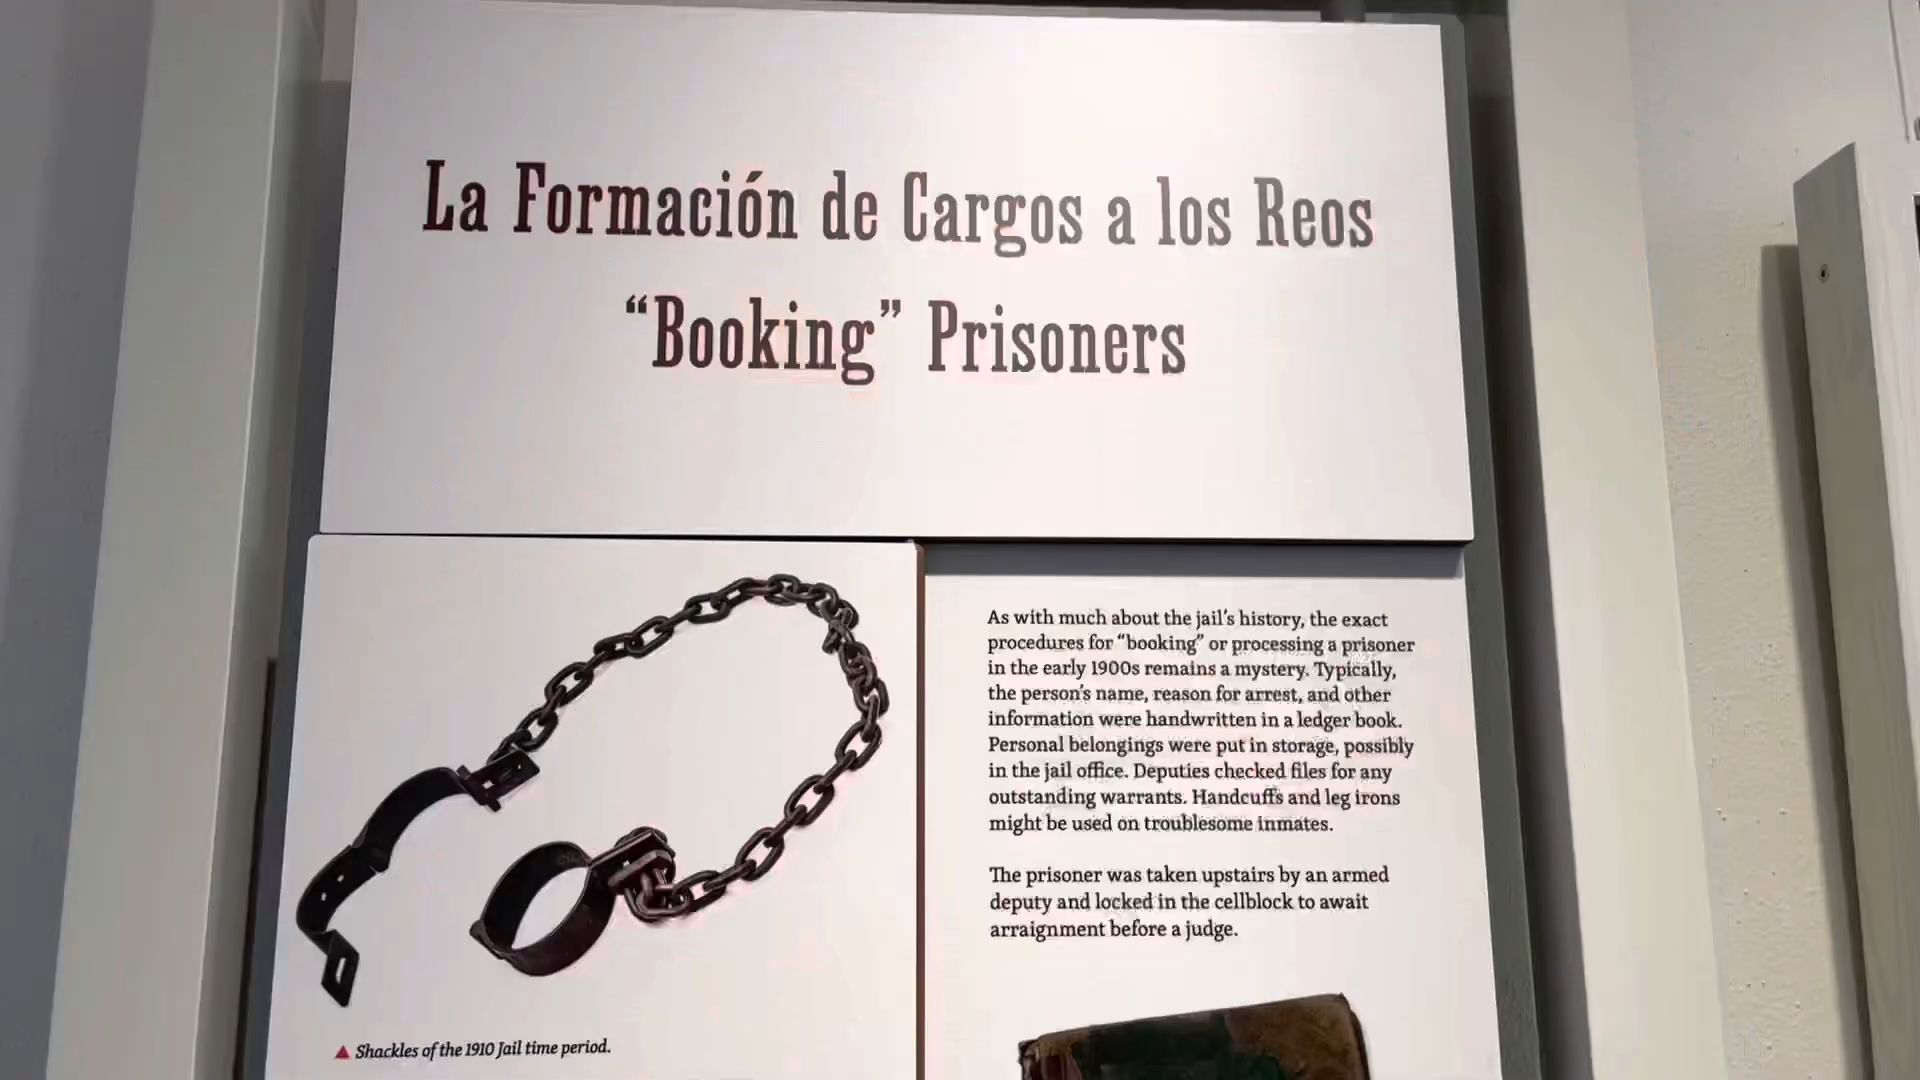 La Formación de Cargos a los Reos
“Booking” Prisoners
As with much about the jail’s history, the exact
procedures for “booking” or processing a prisoner
in the early 1900s remains a mystery. Typically,
the person’s name, reason for arrest, and other
information were handwritten in a ledger book.
Personal belongings were put in storage, possibly
in the jail office. Deputies checked files for any
outstanding warrants. Handcuffs and leg irons
might be used on troublesome inmates.
The prisoner was taken upstairs by an armed
deputy and locked in the cellblock to await
arraignment before a judge.
Shackles of the 1910 Jail time period.